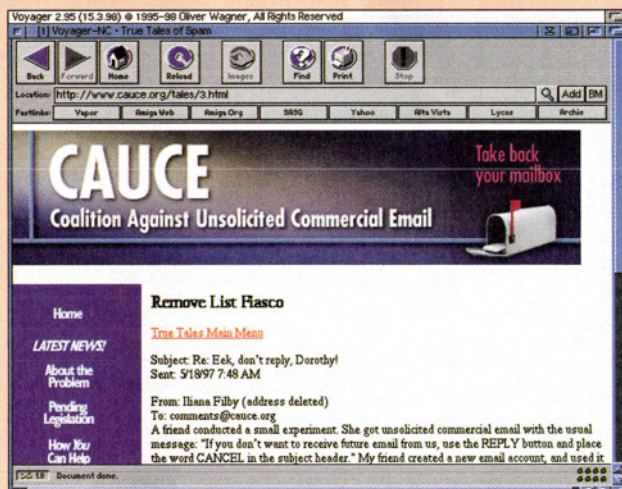 Voyager 2.95 (15.3.98) © 1995-98 Oliver Wagner, All Rights Reserved
[1] Voyager-NC · True Tales of Spam
Back Forward Home Reload Images Find Print Stop
Location: http://www.cauce.org/tales/3.html Add BM
Fastlinks: Vapor Amiga Web Amiga Org SASG Yahoo Alta Vista Lycos Archie
CAUCE
Coalition Against Unsolicited Commercial Email
Take back
your mailbox
Home
LATEST NEWS!
About the
Problem
Pending
Legislation
How You
Can Help
Remove List Fiasco
True Tales Main Menu
Subject: Re: Eek, don't reply, Dorothy!
Sent: 5/18/97 7:48 AM
From: Iliana Filby (address deleted)
To: comments@cauce.org
A friend conducted a small experiment. She got unsolicited commercial email with the usual
message: "If you don't want to receive future email from us, use the REPLY button and place
the word CANCEL in the subject header." My friend created a new email account, and used it
Document done.